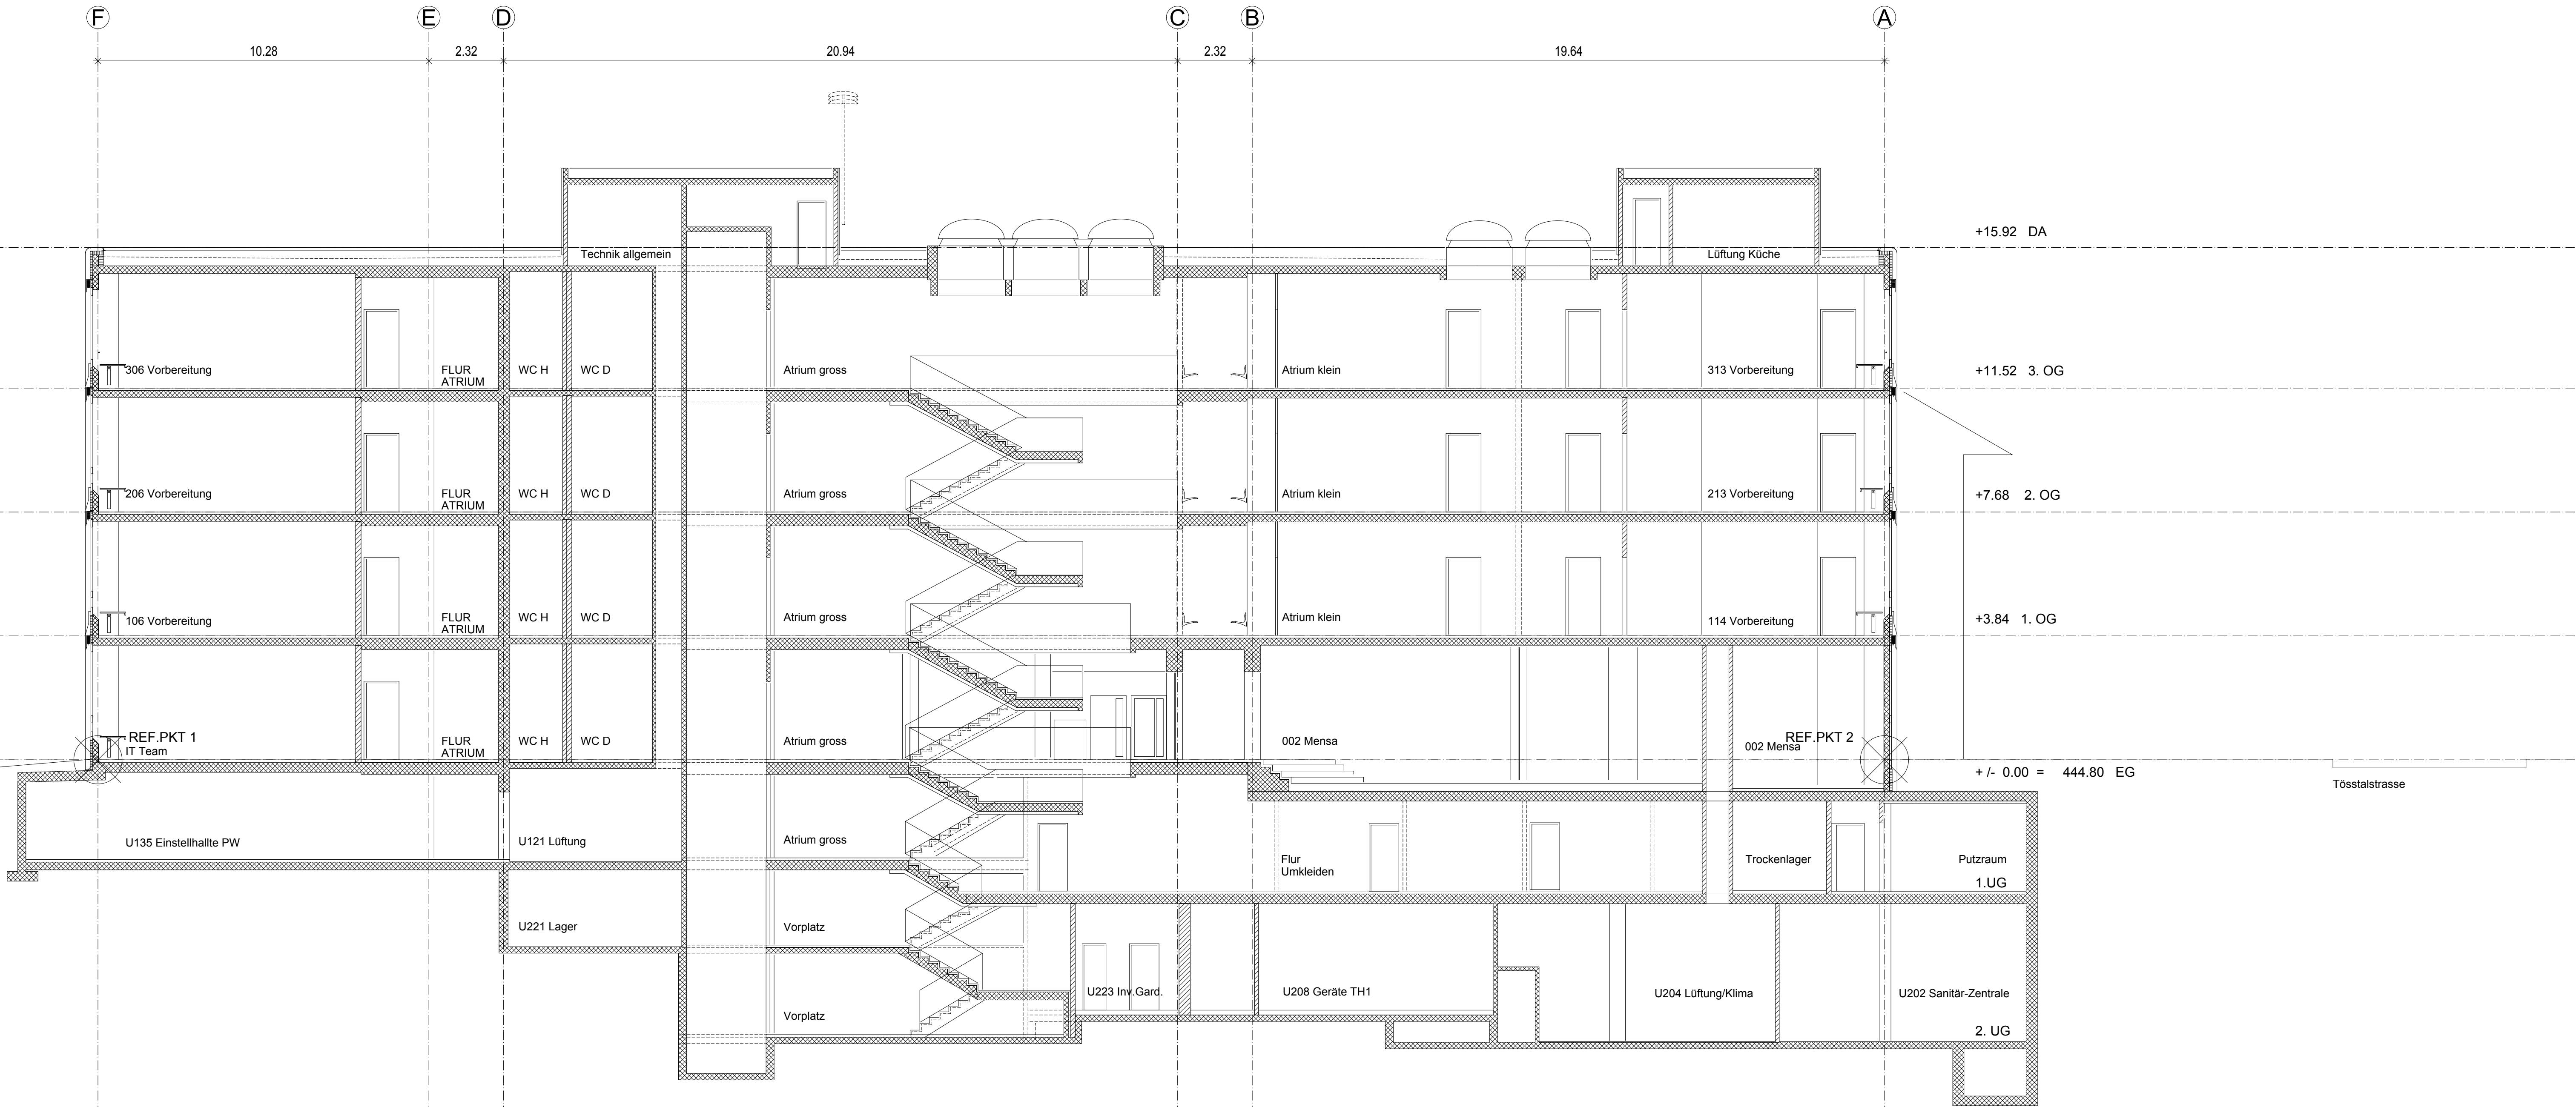 F E D C B A
10.28 2.32 20.94 2.32 19.64
+15.92 DA
Technik allgemein Lüftung Küche
306 Vorbereitung FLUR ATRIUM WC H WC D Atrium gross Atrium klein 313 Vorbereitung
+11.52 3. OG
206 Vorbereitung FLUR ATRIUM WC H WC D Atrium gross Atrium klein 213 Vorbereitung
+7.68 2. OG
106 Vorbereitung FLUR ATRIUM WC H WC D Atrium gross Atrium klein 114 Vorbereitung
+3.84 1. OG
REF.PKT 1 REF.PKT 2
IT Team FLUR ATRIUM WC H WC D Atrium gross 002 Mensa 002 Mensa
+ /- 0.00 = 444.80 EG
Tösstalstrasse
U135 Einstellhallte PW U121 Lüftung Atrium gross
Flur Umkleiden Trockenlager Putzraum
1.UG
U221 Lager Vorplatz
U223 Inv.Gard. U208 Geräte TH1 U204 Lüftung/Klima U202 Sanitär-Zentrale
Vorplatz
2. UG